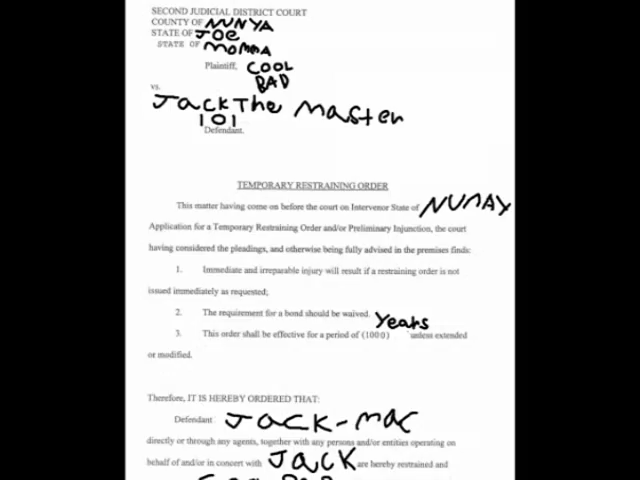 SECOND JUDICIAL DISTRICT COURT
COUNTY OF NUNYA
STATE OF JOE
STATE OF MOMMA
Plaintiff, COOL
BAD
vs.
JackThe Master
101
Defendant.
TEMPORARY RESTRAINING ORDER
This matter having come on before the court on Intervenor State of NUMAY
Application for a Temporary Restraining Order and/or Preliminary Injunction, the court
having considered the pleadings, and otherwise being fully advised in the premises finds:
1. Immediate and irreparable injury will result if a restraining order is not
issued immediately as requested;
2. The requirement for a bond should be waived.
3. This order shall be effective for a period of (1000) Years unless extended
or modified.
Therefore, IT IS HEREBY ORDERED THAT:
Defendant JACK-MAC
directly or through any agents, together with any persons and/or entities operating on
behalf of and/or in concert with JACK are hereby restrained and